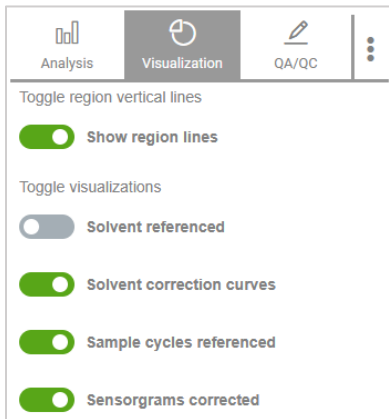 Analysis
Visualization
QA/QC
Toggle region vertical lines
Show region lines
Toggle visualizations
Solvent referenced
Solvent correction curves
Sample cycles referenced
Sensorgrams corrected